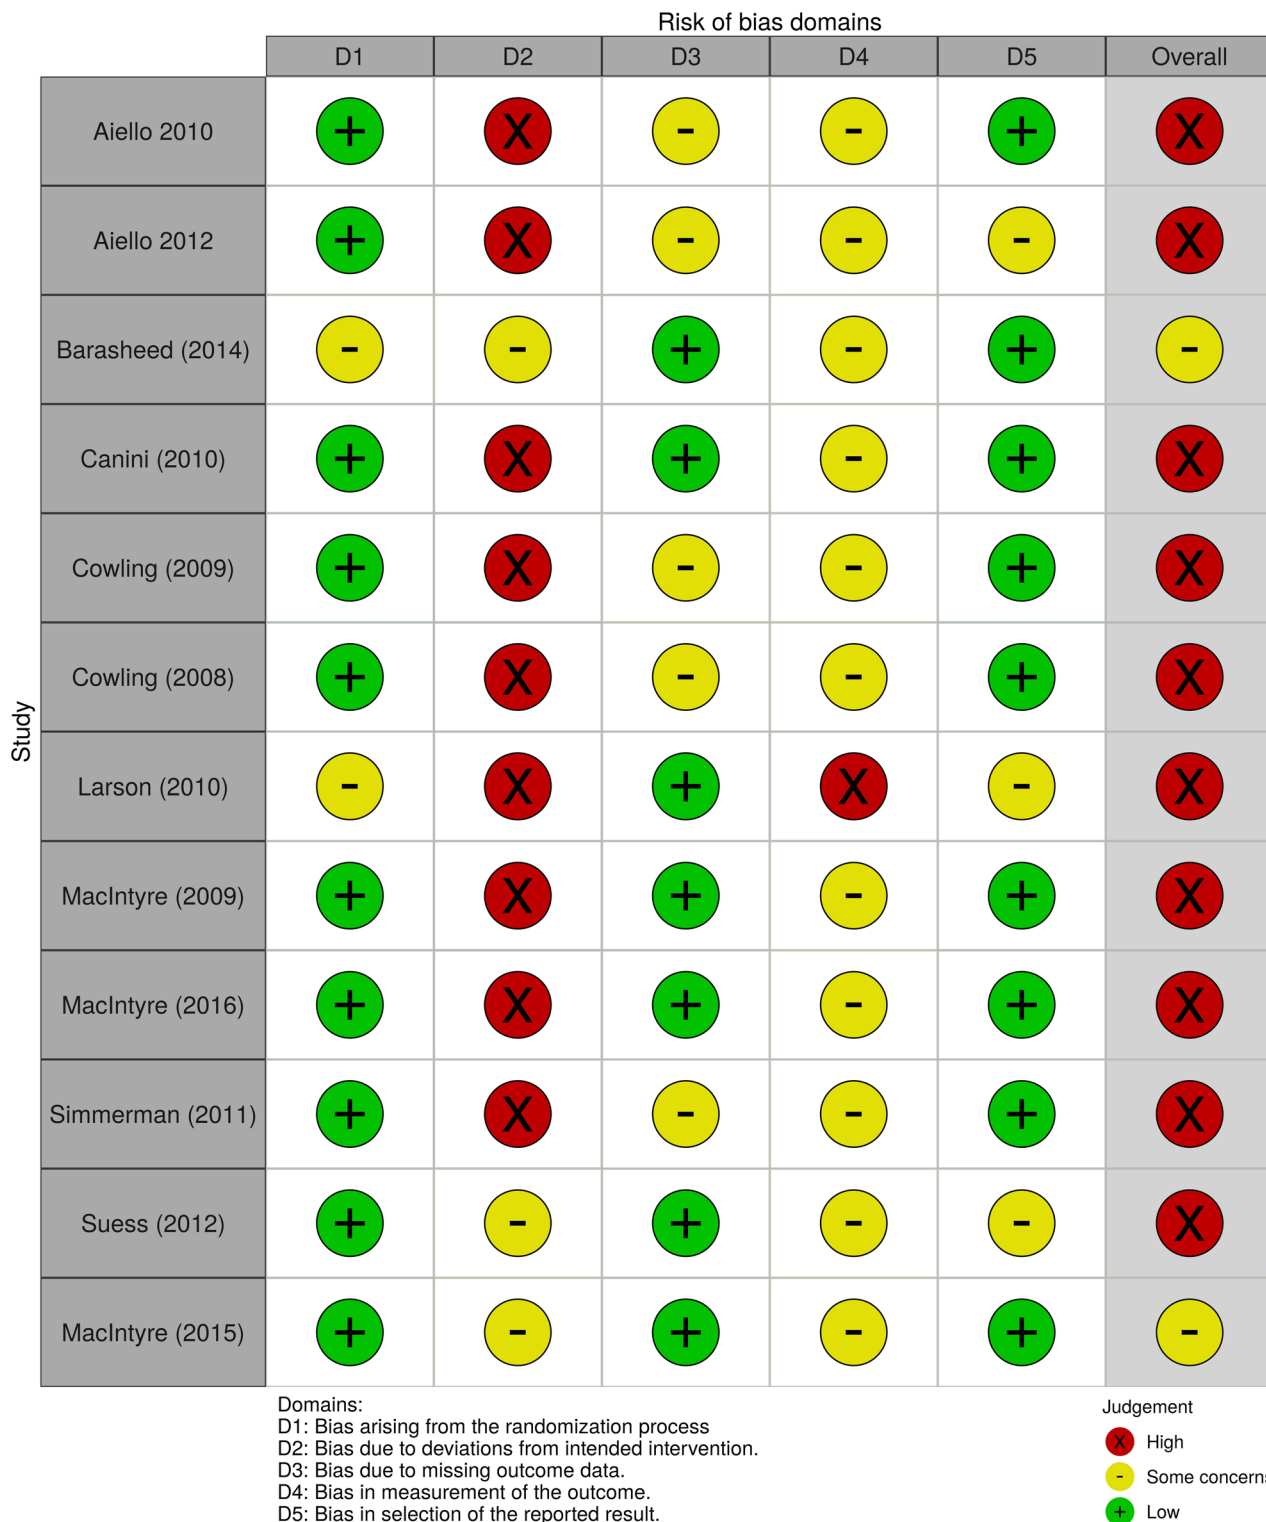 Risk of bias domains
D1 D2 D3 D4 D5 Overall
Study
Aiello 2010 + X - - + X
Aiello 2012 + X - - - X
Barasheed (2014) - - + - + -
Canini (2010) + X + - + X
Cowling (2009) + X - - + X
Cowling (2008) + X - - + X
Larson (2010) - X + X - X
MacIntyre (2009) + X + - + X
MacIntyre (2016) + X + - + X
Simmerman (2011) + X - - + X
Suess (2012) + - + - - X
MacIntyre (2015) + - + - + -
Domains:
D1: Bias arising from the randomization process
D2: Bias due to deviations from intended intervention.
D3: Bias due to missing outcome data.
D4: Bias in measurement of the outcome.
D5: Bias in selection of the reported result.
Judgement
X High
- Some concerns
+ Low